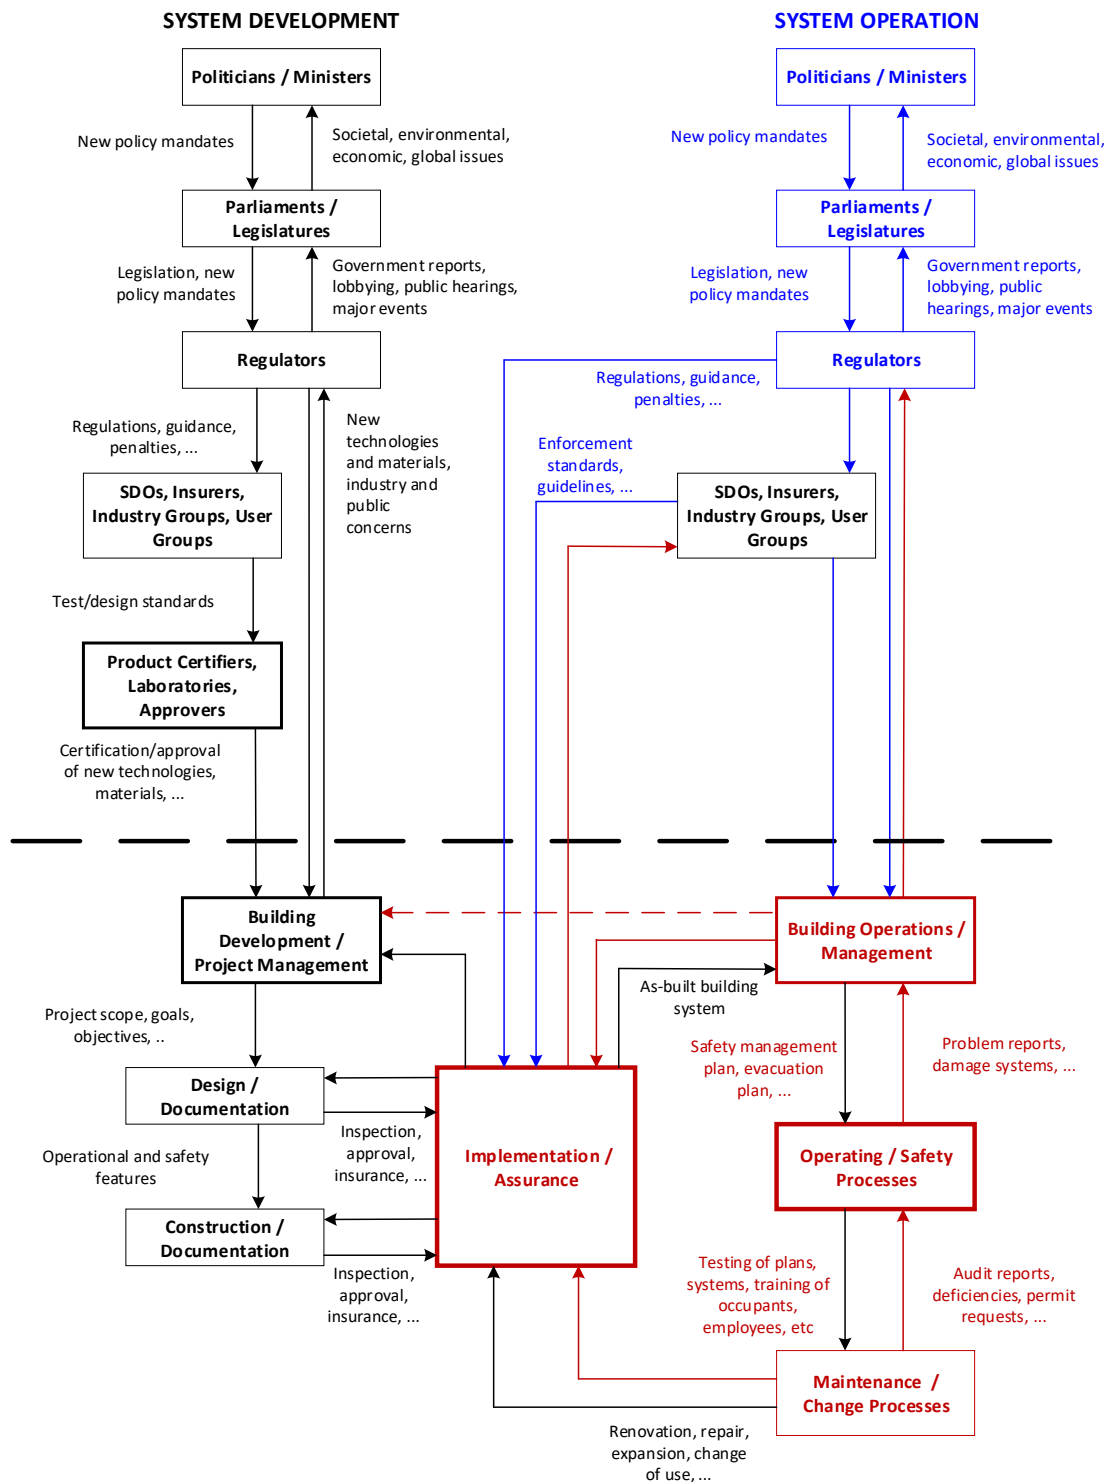 SYSTEM DEVELOPMENT
SYSTEM OPERATION
Politicians / Ministers
Politicians / Ministers
New policy mandates
Societal, environmental,
economic, global issues
New policy mandates
Societal, environmental,
economic, global issues
Parliaments /
Legislatures
Parliaments /
Legislatures
Legislation, new
policy mandates
Government reports,
lobbying, public hearings,
major events
Legislation, new
policy mandates
Government reports,
lobbying, public
hearings, major events
Regulators
Regulators
Regulations, guidance,
penalties, ...
New
technologies
and materials,
industry and
public
concerns
Regulations, guidance,
penalties, ...
Enforcement
standards,
guidelines, ...
SDOs, Insurers,
Industry Groups, User
Groups
SDOs, Insurers,
Industry Groups, User
Groups
Test/design standards
Product Certifiers,
Laboratories,
Approvers
Certification/approval
of new technologies,
materials, ...
Building
Development /
Project Management
Building Operations /
Management
As-built building
system
Project scope, goals,
objectives, ..
Safety management
plan, evacuation
plan, ...
Problem reports,
damage systems, ...
Design /
Documentation
Inspection,
approval,
insurance, ...
Implementation /
Assurance
Operating / Safety
Processes
Operational and safety
features
Construction /
Documentation
Inspection,
approval,
insurance, ...
Testing of plans,
systems, training of
occupants,
employees, etc
Audit reports,
deficiencies, permit
requests, ...
Maintenance /
Change Processes
Renovation, repair,
expansion, change
of use, ...